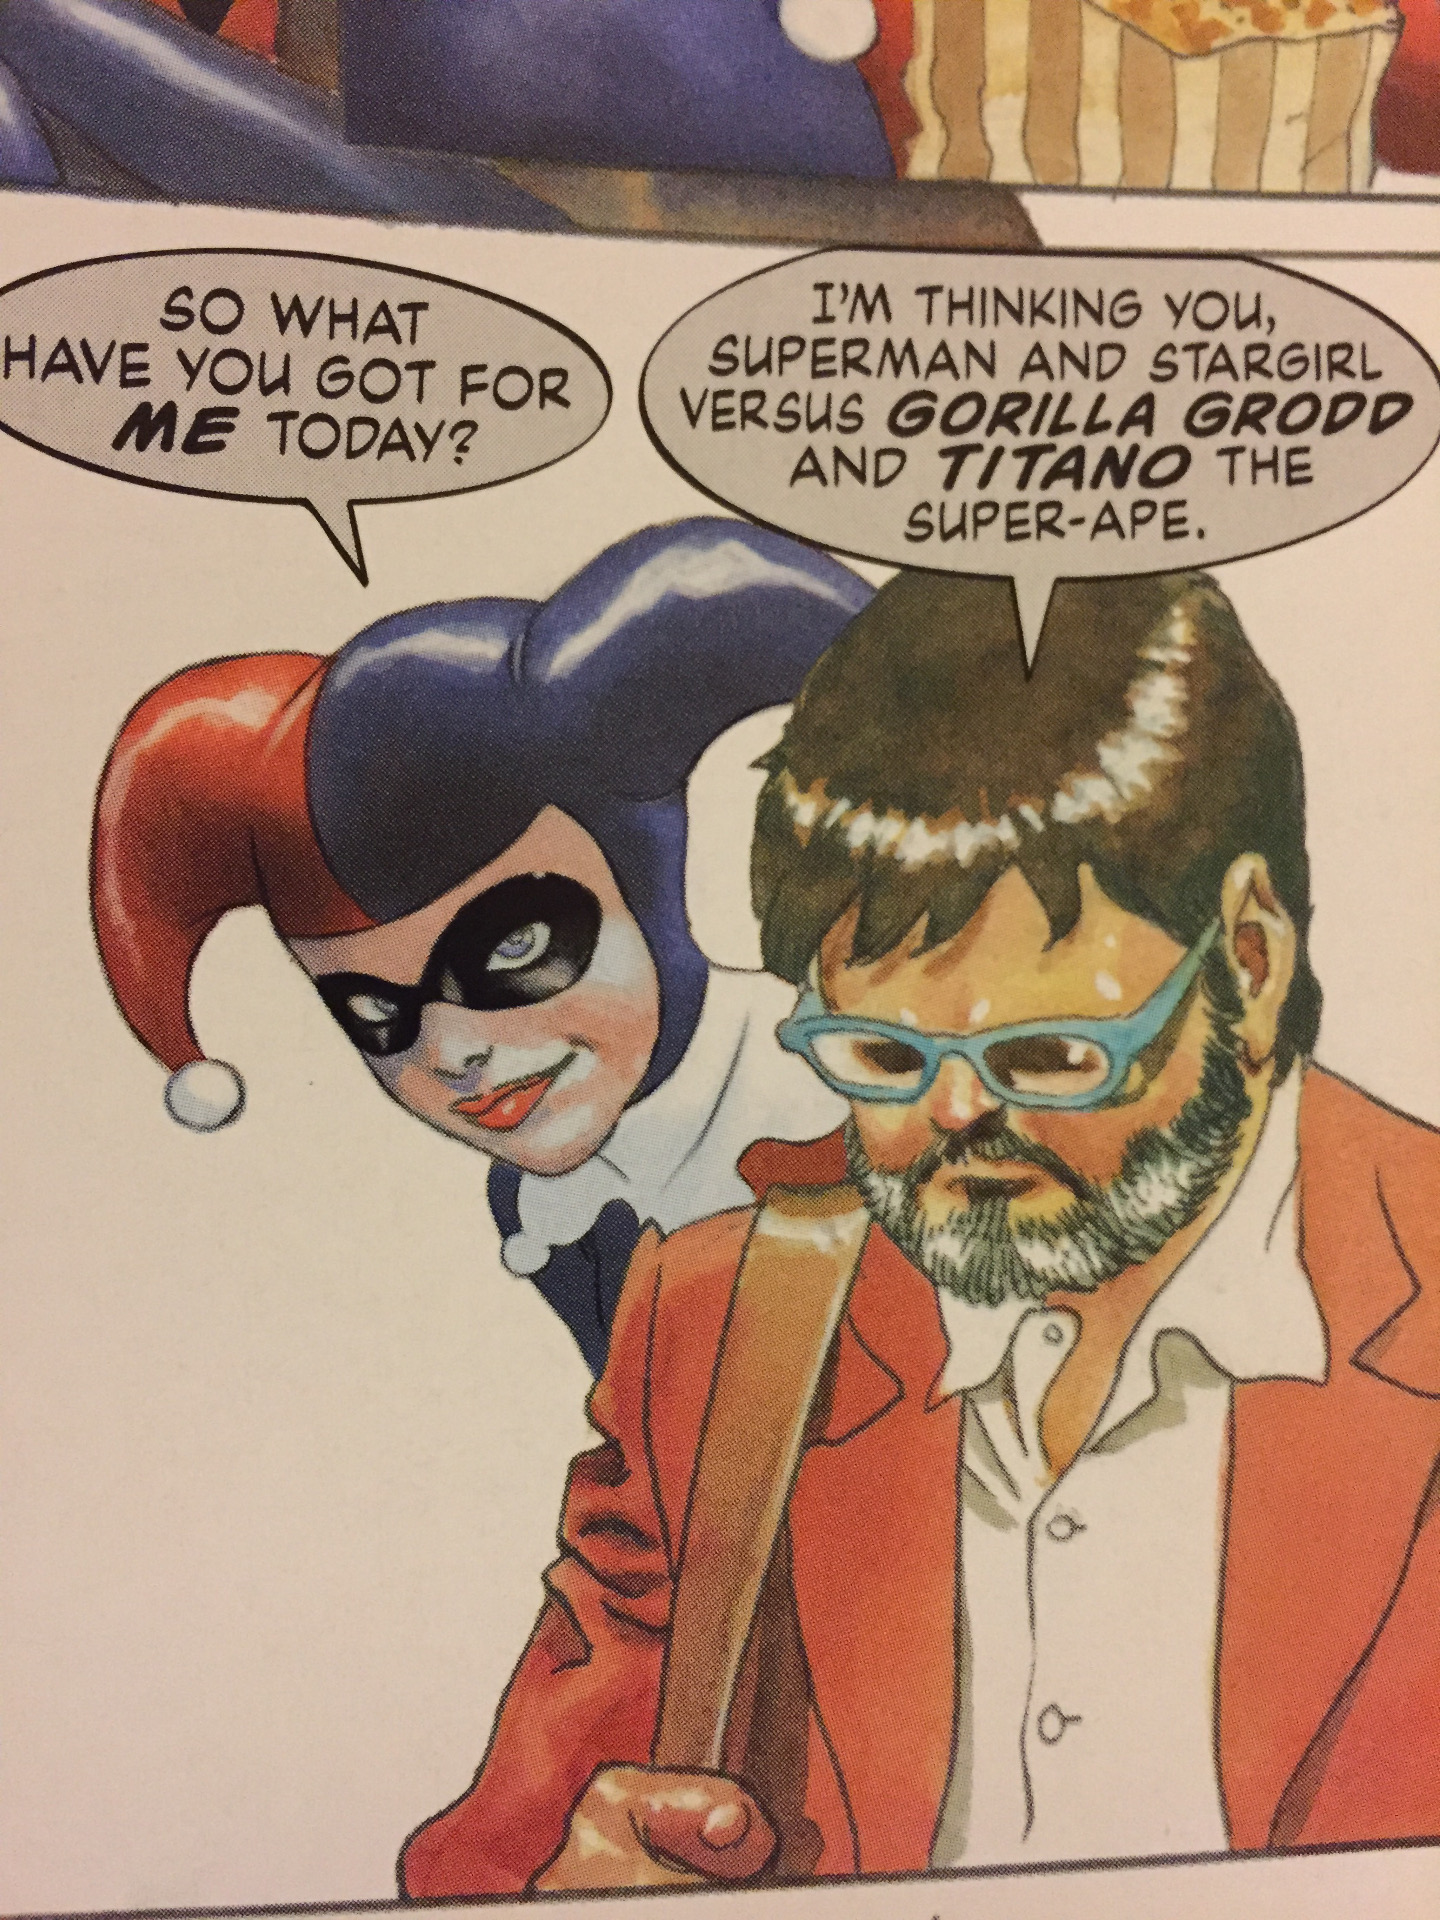 SO WHAT
HAVE YOU GOT FOR
ME TODAY?
I'M THINKING YOU,
SUPERMAN AND STARGIRL
VERSUS GORILLA GRODD
AND TITANO THE
SUPER-APE.